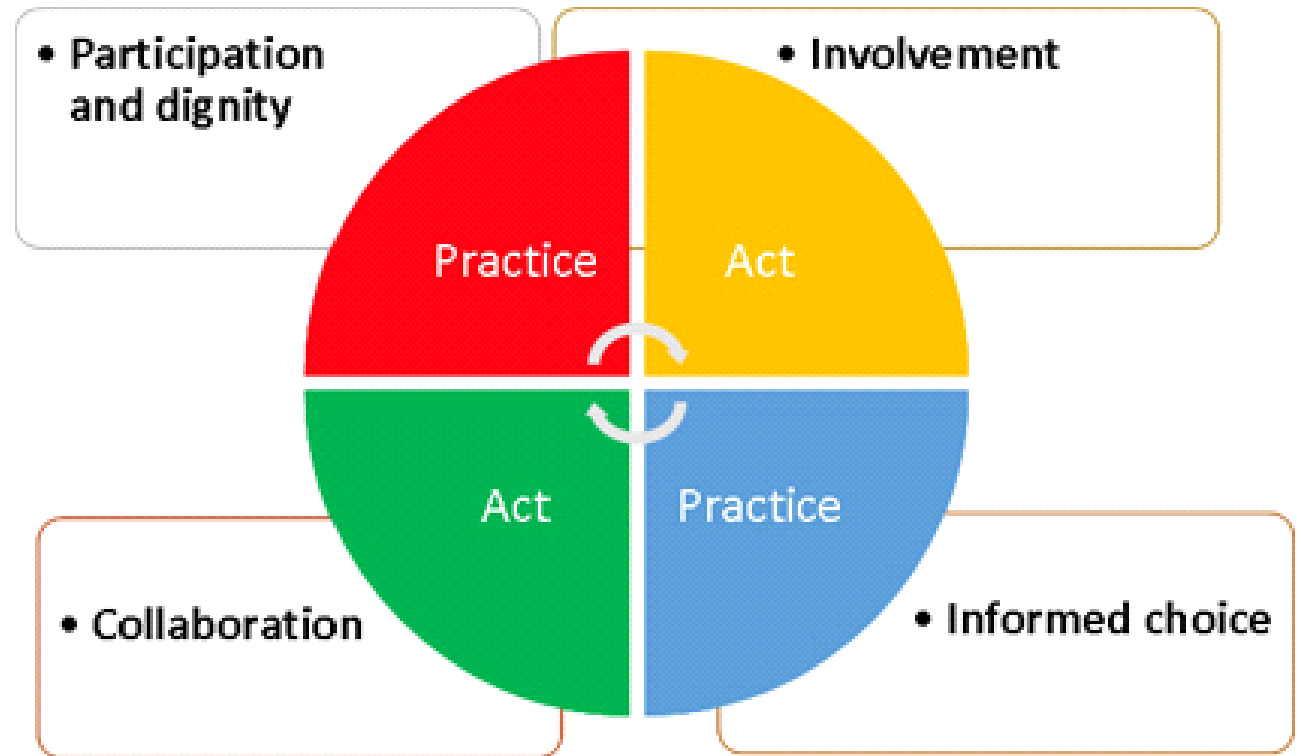 • Participation
and dignity
• Involvement
Practice
Act
Act
Practice
• Collaboration
• Informed choice